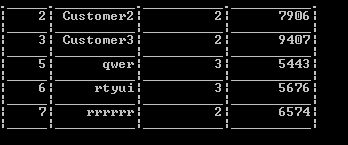 2 Customer2 2 7906
3 Customer3 2 9407
5 qwer 3 5443
6 rtyui 3 5676
7 rrrrrr 2 6574